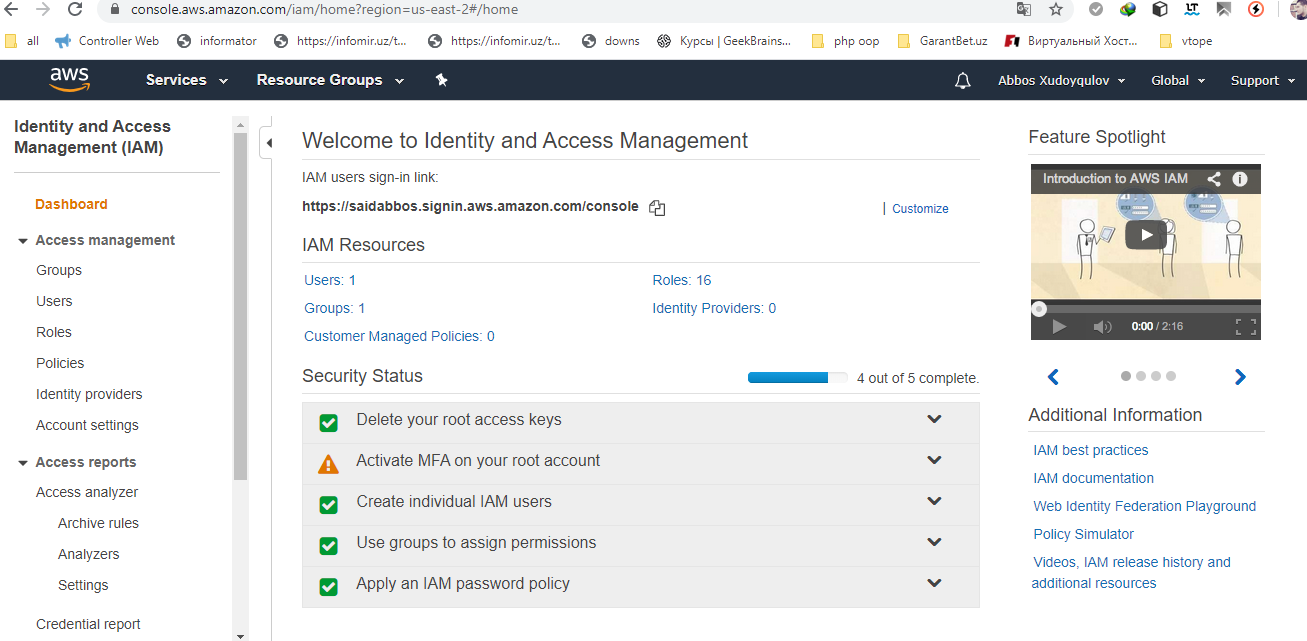 console.aws.amazon.com/iam/home?region=us-east-2#/home
all
Controller Web
informator
https://infomir.uz/t...
https://infomir.uz/t...
downs
Курсы | GeekBrains...
php oop
GarantBet.uz
Виртуальный Хост...
vtope
aws
Services
Resource Groups
Abbos Xudoyqulov
Global
Support
Identity and Access
Management (IAM)
Dashboard
Access management
Groups
Users
Roles
Policies
Identity providers
Account settings
Access reports
Access analyzer
Archive rules
Analyzers
Settings
Credential report
Welcome to Identity and Access Management
IAM users sign-in link:
https://saidabbos.signin.aws.amazon.com/console
| Customize
IAM Resources
Users: 1
Roles: 16
Groups: 1
Identity Providers: 0
Customer Managed Policies: 0
Security Status
4 out of 5 complete.
Delete your root access keys
Activate MFA on your root account
Create individual IAM users
Use groups to assign permissions
Apply an IAM password policy
Feature Spotlight
Introduction to AWS IAM
0:00 / 2:16
Additional Information
IAM best practices
IAM documentation
Web Identity Federation Playground
Policy Simulator
Videos, IAM release history and
additional resources